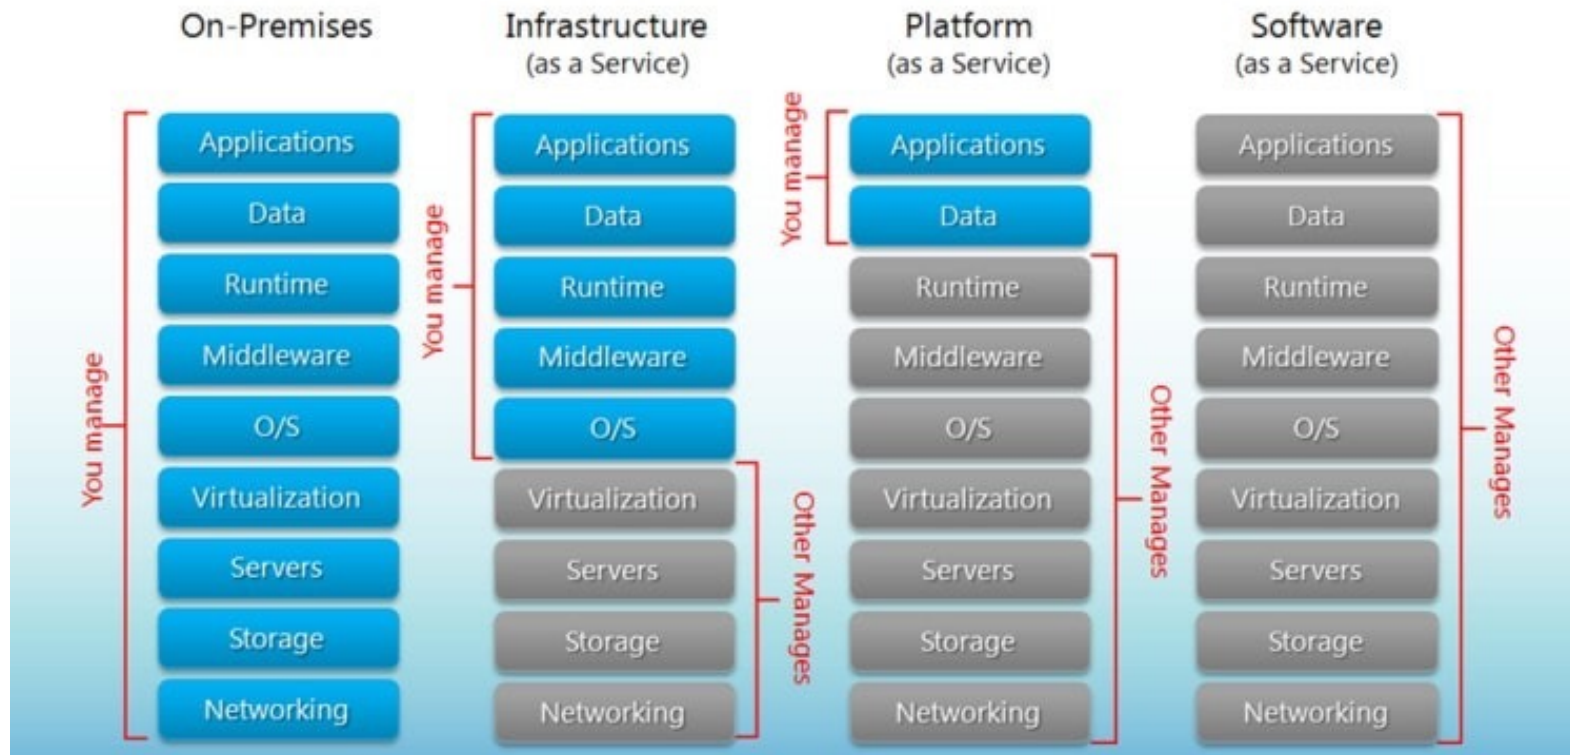 On-Premises
You manage
Applications
Data
Runtime
Middleware
O/S
Virtualization
Servers
Storage
Networking
Infrastructure
(as a Service)
You manage
Applications
Data
Runtime
Middleware
O/S
Virtualization
Servers
Storage
Networking
Other Manages
Platform
(as a Service)
You manage
Applications
Data
Runtime
Middleware
O/S
Virtualization
Servers
Storage
Networking
Other Manages
Software
(as a Service)
Applications
Data
Runtime
Middleware
O/S
Virtualization
Servers
Storage
Networking
Other Manages